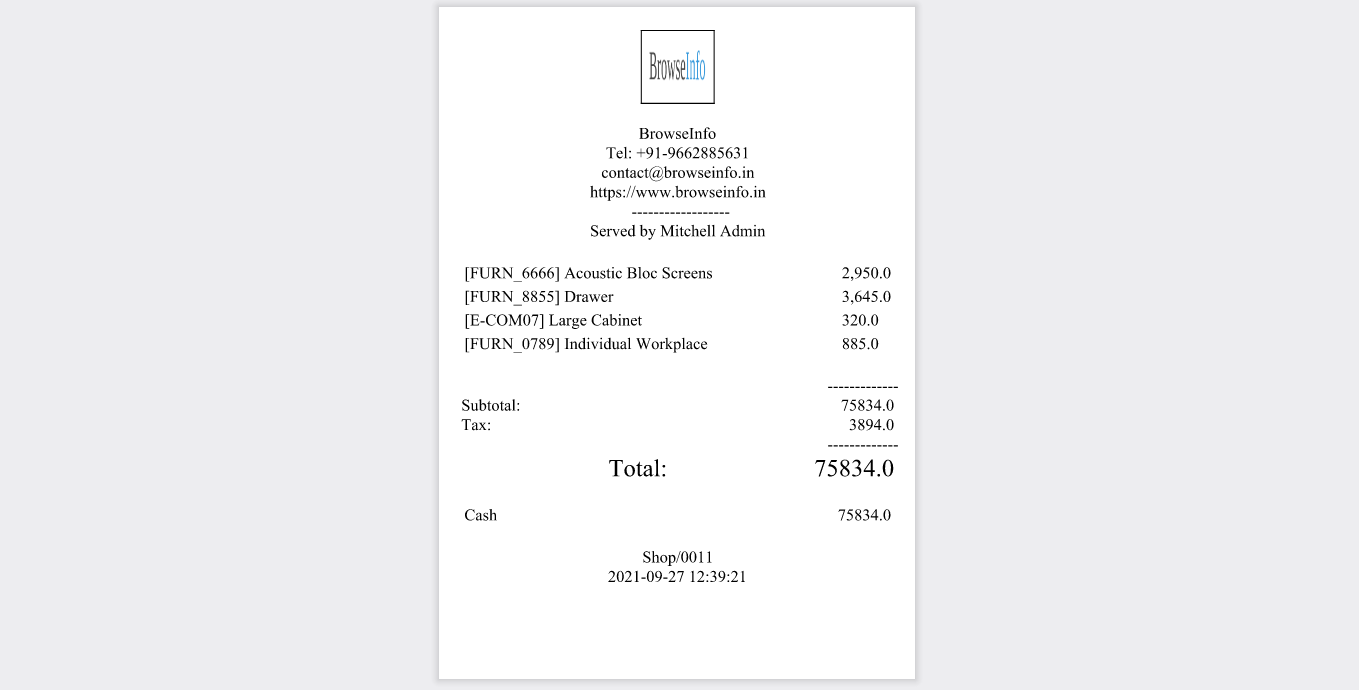 BrowseInfo
BrowseInfo
Tel: +91-9662885631
contact@browseinfo.in
https://www.browseinfo.in
------------------
Served by Mitchell Admin
[FURN_6666] Acoustic Bloc Screens 2,950.0
[FURN_8855] Drawer 3,645.0
[E-COM07] Large Cabinet 320.0
[FURN_0789] Individual Workplace 885.0
-------------
Subtotal: 75834.0
Tax: 3894.0
-------------
Total: 75834.0
Cash 75834.0
Shop/0011
2021-09-27 12:39:21